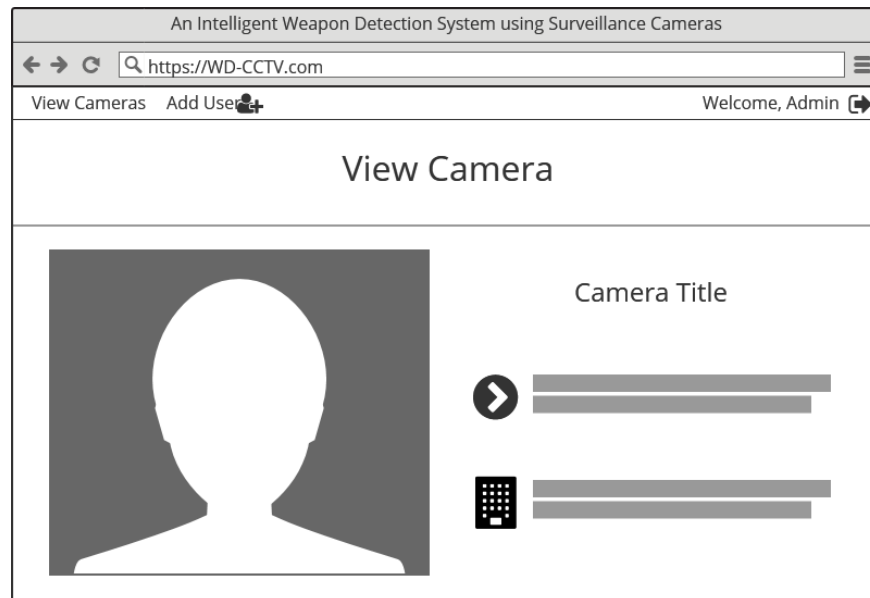 An Intelligent Weapon Detection System using Surveillance Cameras
https://WD-CCTV.com
View Cameras Add User Welcome, Admin
View Camera
Camera Title